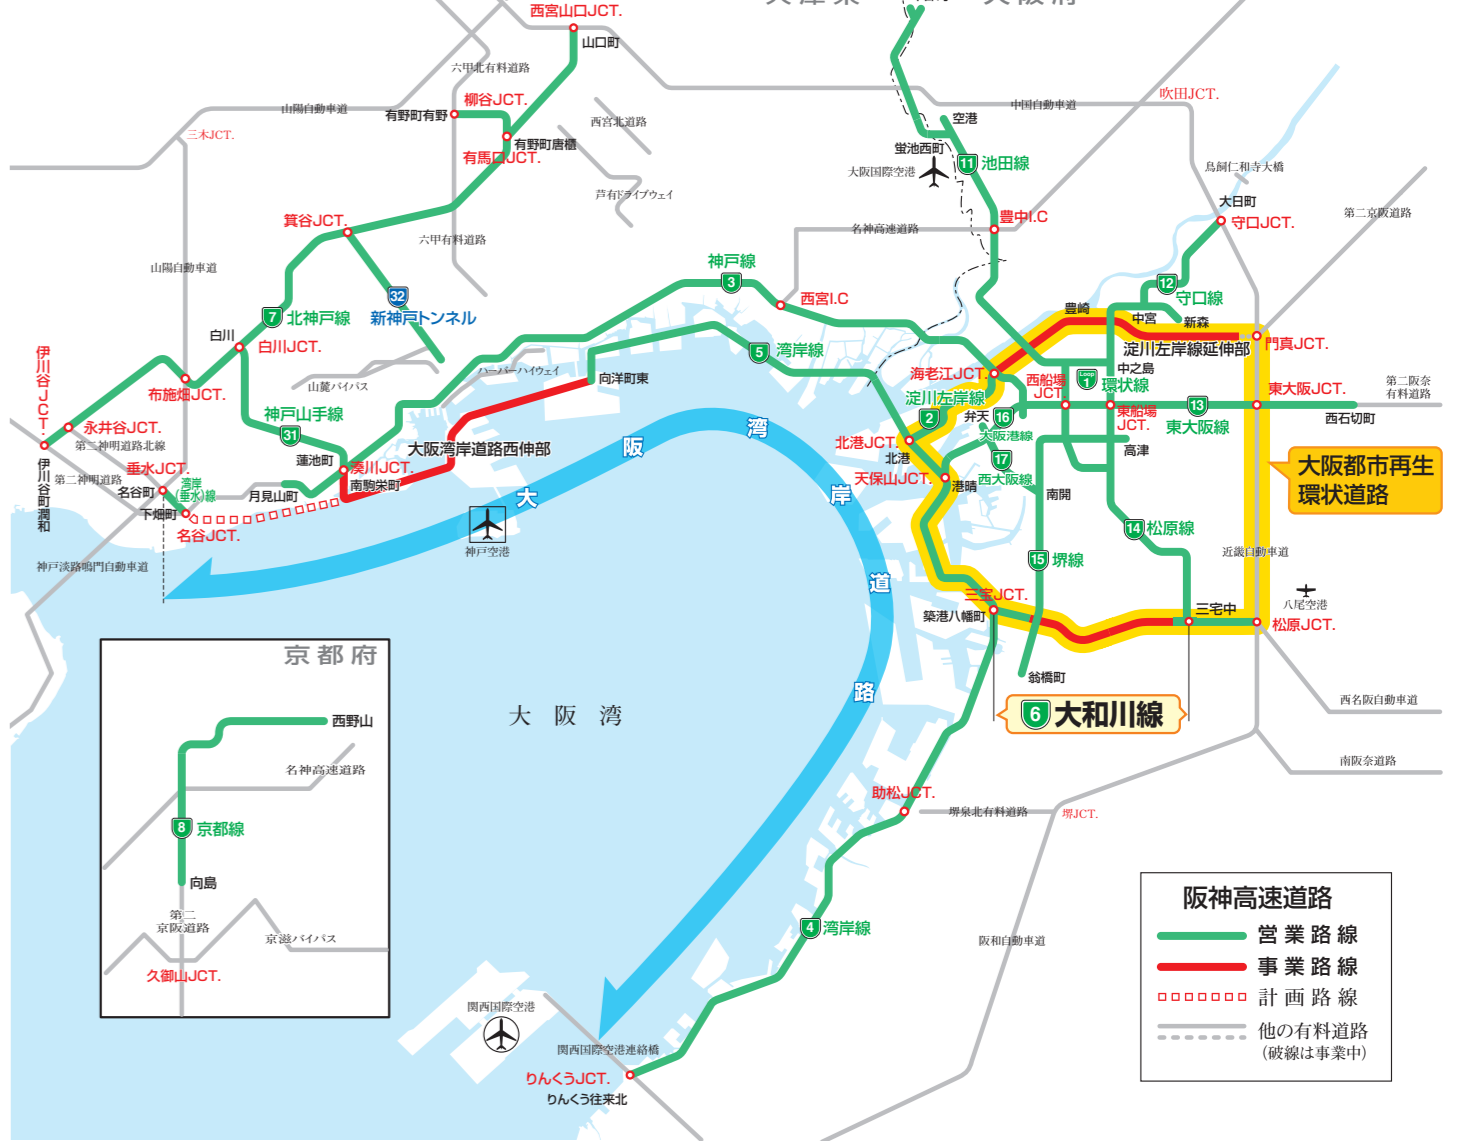 大阪府
西宮山口JCT.
山口町
六甲北有料道路
山陽自動車道
三木JCT.
柳谷JCT.
有野町有野
有野町唐櫃
有馬口JCT.
西宮北道路
芦有ドライブウェイ
六甲有料道路
箕谷JCT.
山陽自動車道
32
新神戸トンネル
7 北神戸線
白川
白川JCT.
伊川谷JCT.
布施畑JCT.
永井谷JCT.
第二神明道路北線
第二神明道路
伊川谷町潤和
垂水JCT.
名谷町
湾岸(垂水)線
下畑町
名谷JCT.
神戸淡路鳴門自動車道
山麓バイパス
神戸山手線
31
蓮池町
湊川JCT.
南駒栄町
月見山町
ハーバーハイウェイ
向洋町東
大阪湾岸道路西伸部
神戸空港
神戸線
3
西宮I.C
5 湾岸線
大阪湾岸道路
大阪湾
中国自動車道
吹田JCT.
空港
蛍池西町
大阪国際空港
11 池田線
豊中I.C
名神高速道路
鳥飼仁和寺大橋
大日町
守口JCT.
第二京阪道路
12
守口線
豊崎
中宮
新森
淀川左岸線延伸部
門真JCT.
海老江JCT.
淀川左岸線
2
中之島
西船場
JCT.
Loop
1 環状線
東船場
JCT.
13
東大阪線
東大阪JCT.
第二阪奈
有料道路
西石切町
弁天
16
大阪港線
北港JCT.
北港
17
西大阪線
天保山JCT.
港晴
高津
南開
大阪都市再生
環状道路
14 松原線
15 堺線
近畿自動車道
八尾空港
三宝JCT.
築港八幡町
三宅中
松原JCT.
翁橋町
6 大和川線
西名阪自動車道
南阪奈道路
助松JCT.
堺泉北有料道路
堺JCT.
4 湾岸線
阪和自動車道
関西国際空港
関西国際空港連絡橋
りんくうJCT.
りんくう往来北
京都府
西野山
名神高速道路
8 京都線
向島
第二
京阪道路
京滋バイパス
久御山JCT.
阪神高速道路
営業路線
事業路線
計画路線
他の有料道路
(破線は事業中)